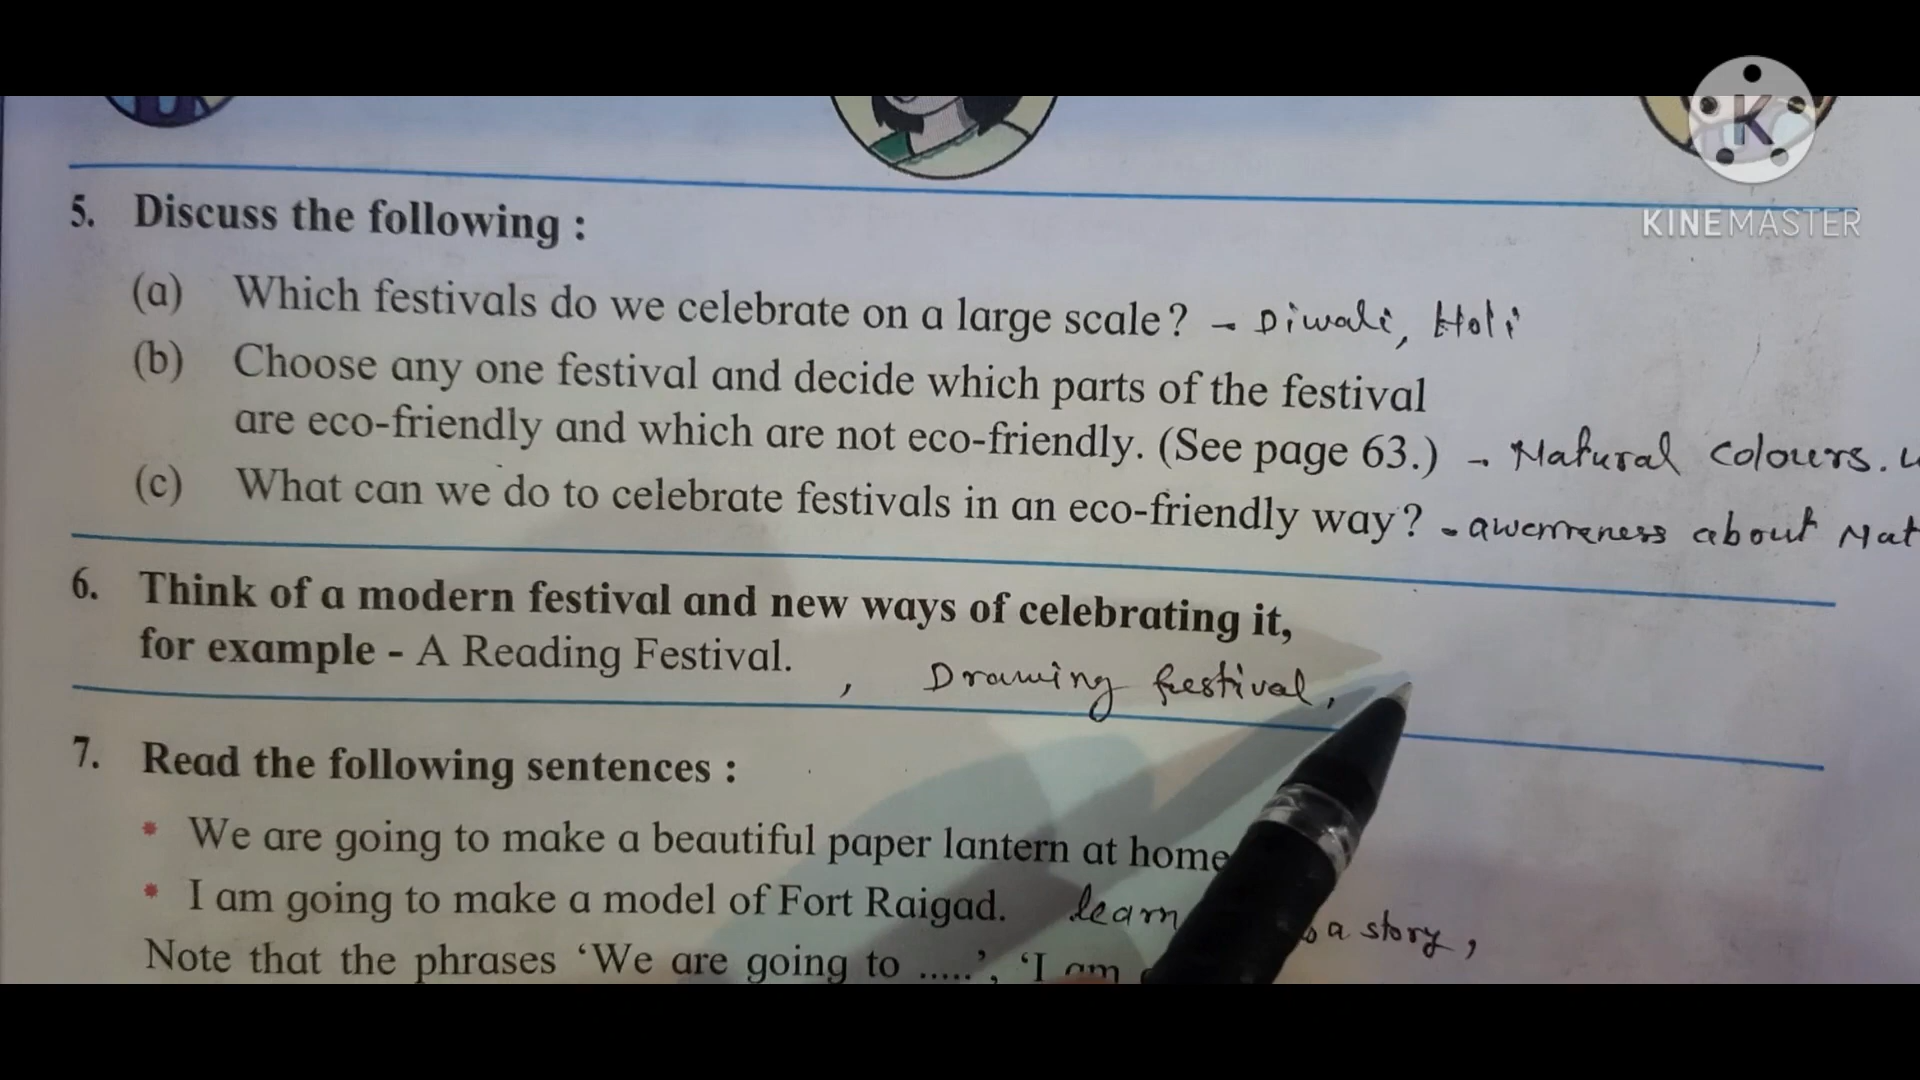 K
KINEMASTER
5. Discuss the following :
(a) Which festivals do we celebrate on a large scale? - Diwali, Holi
(b) Choose any one festival and decide which parts of the festival
are eco-friendly and which are not eco-friendly. (See page 63.) - Natural colours.
(c) What can we do to celebrate festivals in an eco-friendly way? - awerreness about Nat
6. Think of a modern festival and new ways of celebrating it,
for example - A Reading Festival. , Drawing festival,
7. Read the following sentences :
* We are going to make a beautiful paper lantern at home
* I am going to make a model of Fort Raigad. learn a story,
Note that the phrases ‘We are going to .....’, ‘I am